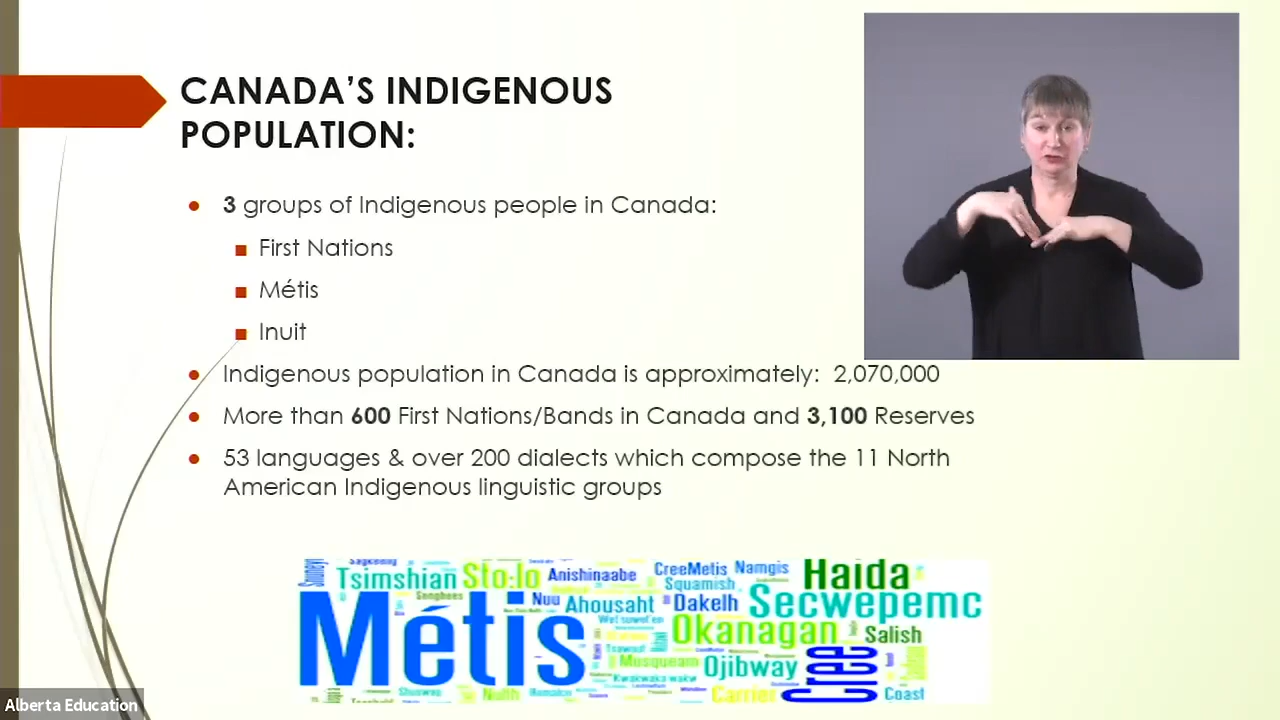 CANADA’S INDIGENOUS
POPULATION:
3 groups of Indigenous people in Canada:
First Nations
Métis
Inuit
Indigenous population in Canada is approximately: 2,070,000
More than 600 First Nations/Bands in Canada and 3,100 Reserves
53 languages & over 200 dialects which compose the 11 North
American Indigenous linguistic groups
Tsimshian
Sto:lo
Anishinaabe
CreeMetis
Namgis
Haida
Squamish
Songhees
Métis
Nuu
Ahousaht
Dakelh
Secwepemc
Okanagan
Salish
Musqueam
Ojibway
Cree
Kwakwaka wakw
Carrier
Coast
Alberta Education